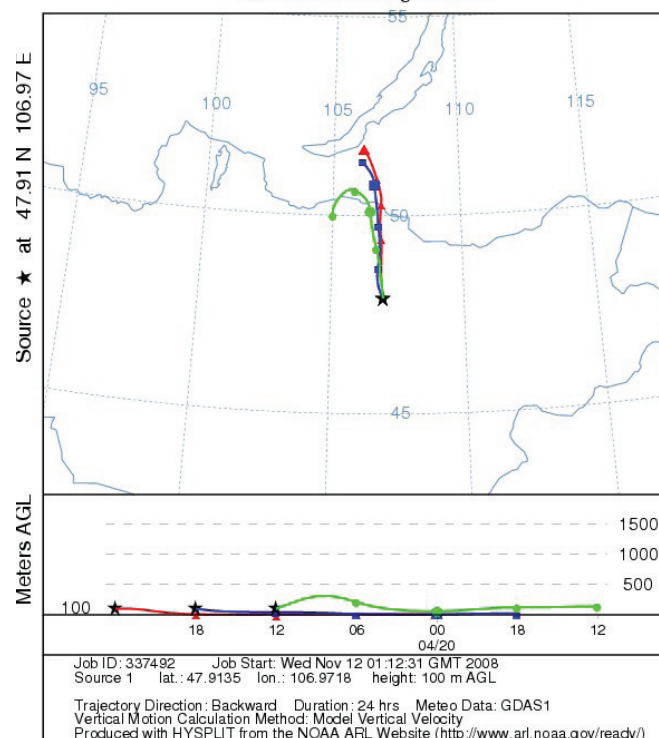 55
95
100
105
110
115
50
45
Source ★ at 47.91 N 106.97 E
Meters AGL
1500
1000
500
100
18 12 06 00 18 12
04/20
Job ID: 337492 Job Start: Wed Nov 12 01:12:31 GMT 2008
Source 1 lat.: 47.9135 lon.: 106.9718 height: 100 m AGL
Trajectory Direction: Backward Duration: 24 hrs Meteo Data: GDAS1
Vertical Motion Calculation Method: Model Vertical Velocity
Produced with HYSPLIT from the NOAA ARL Website (http://www.arl.noaa.gov/ready/)